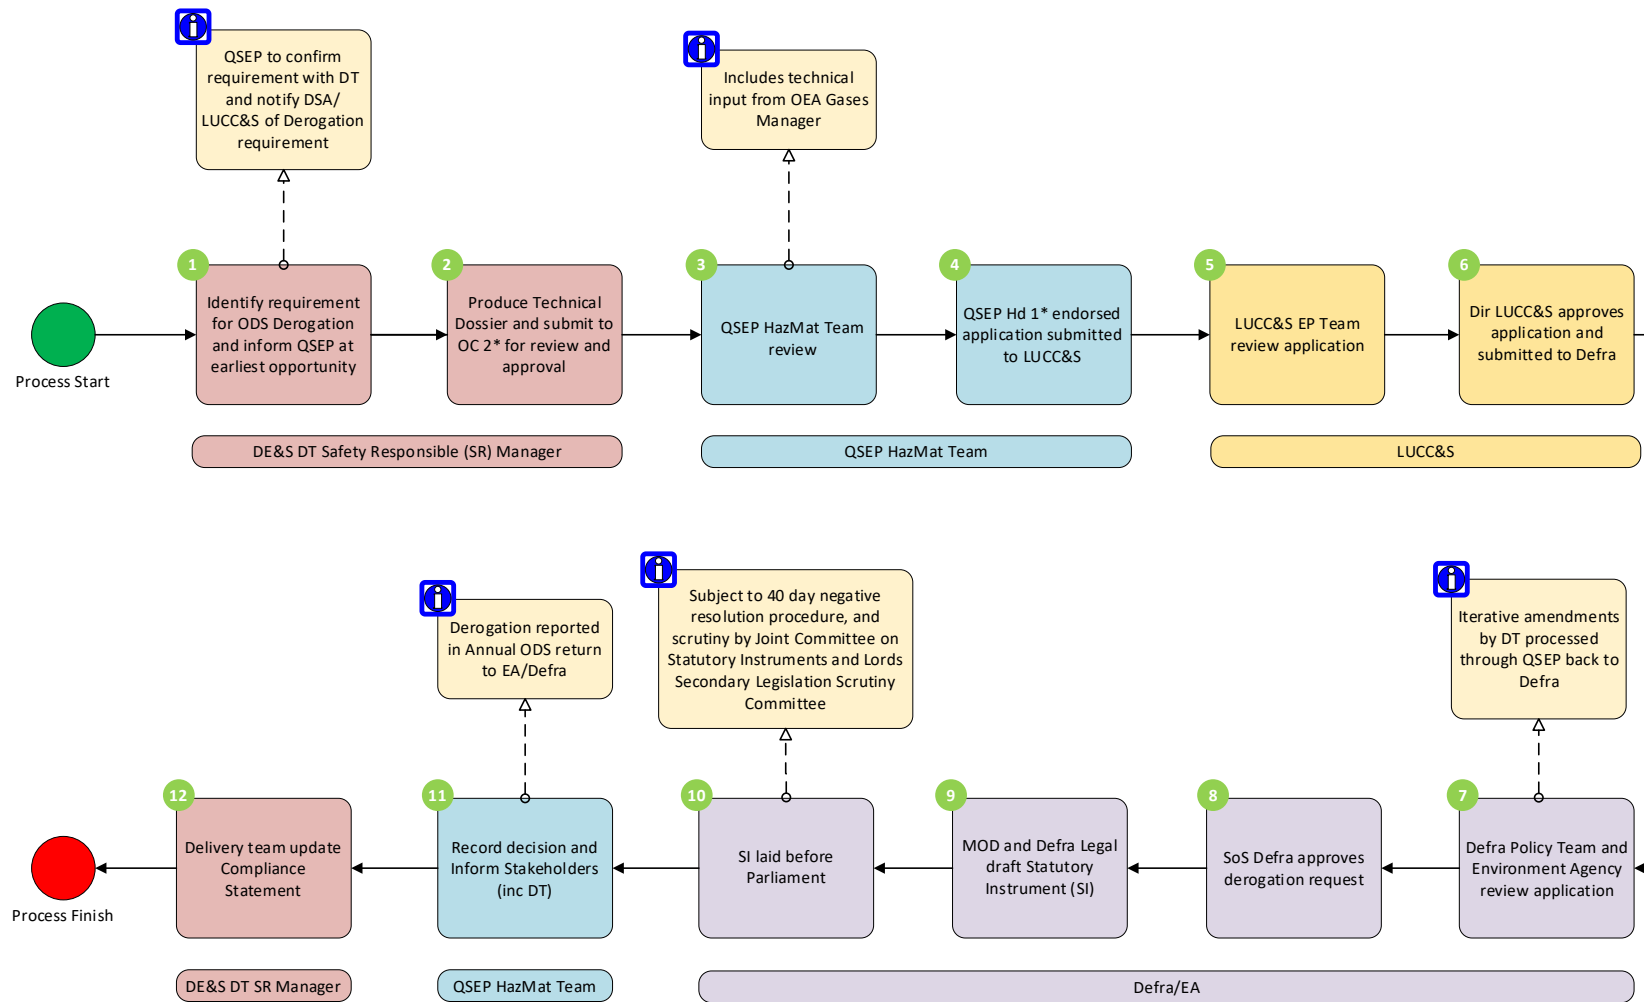 QSEP to confirm
requirement with DT
and notify DSA/
LUCC&S of Derogation
requirement
Includes technical
input from OEA Gases
Manager
1
Identify requirement
for ODS Derogation
and inform QSEP at
earliest opportunity
2
Produce Technical
Dossier and submit to
OC 2* for review and
approval
3
QSEP HazMat Team
review
4
QSEP Hd 1* endorsed
application submitted
to LUCC&S
5
LUCC&S EP Team
review application
6
Dir LUCC&S approves
application and
submitted to Defra
Process Start
DE&S DT Safety Responsible (SR) Manager
QSEP HazMat Team
LUCC&S
Derogation reported
in Annual ODS return
to EA/Defra
Subject to 40 day negative
resolution procedure, and
scrutiny by Joint Committee on
Statutory Instruments and Lords
Secondary Legislation Scrutiny
Committee
Iterative amendments
by DT processed
through QSEP back to
Defra
12
Delivery team update
Compliance
Statement
11
Record decision and
Inform Stakeholders
(inc DT)
10
SI laid before
Parliament
9
MOD and Defra Legal
draft Statutory
Instrument (SI)
8
SoS Defra approves
derogation request
7
Defra Policy Team and
Environment Agency
review application
Process Finish
DE&S DT SR Manager
QSEP HazMat Team
Defra/EA